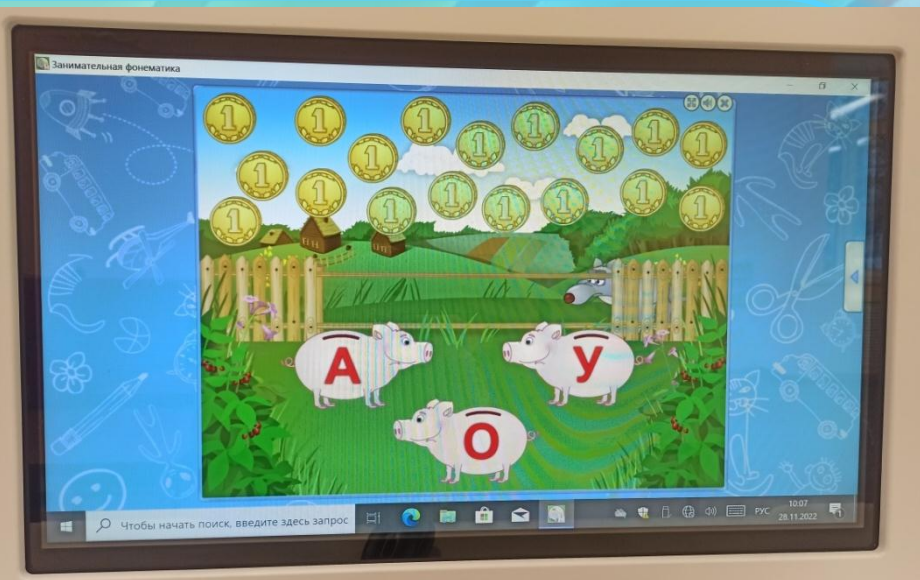 Занимательная фонематика
1 1 1 1 1 1 1 1 1 1 1 1 1 1 1 1 1 1
А
У
О
Чтобы начать поиск, введите здесь запрос
РУС
10:07
28.11.2022